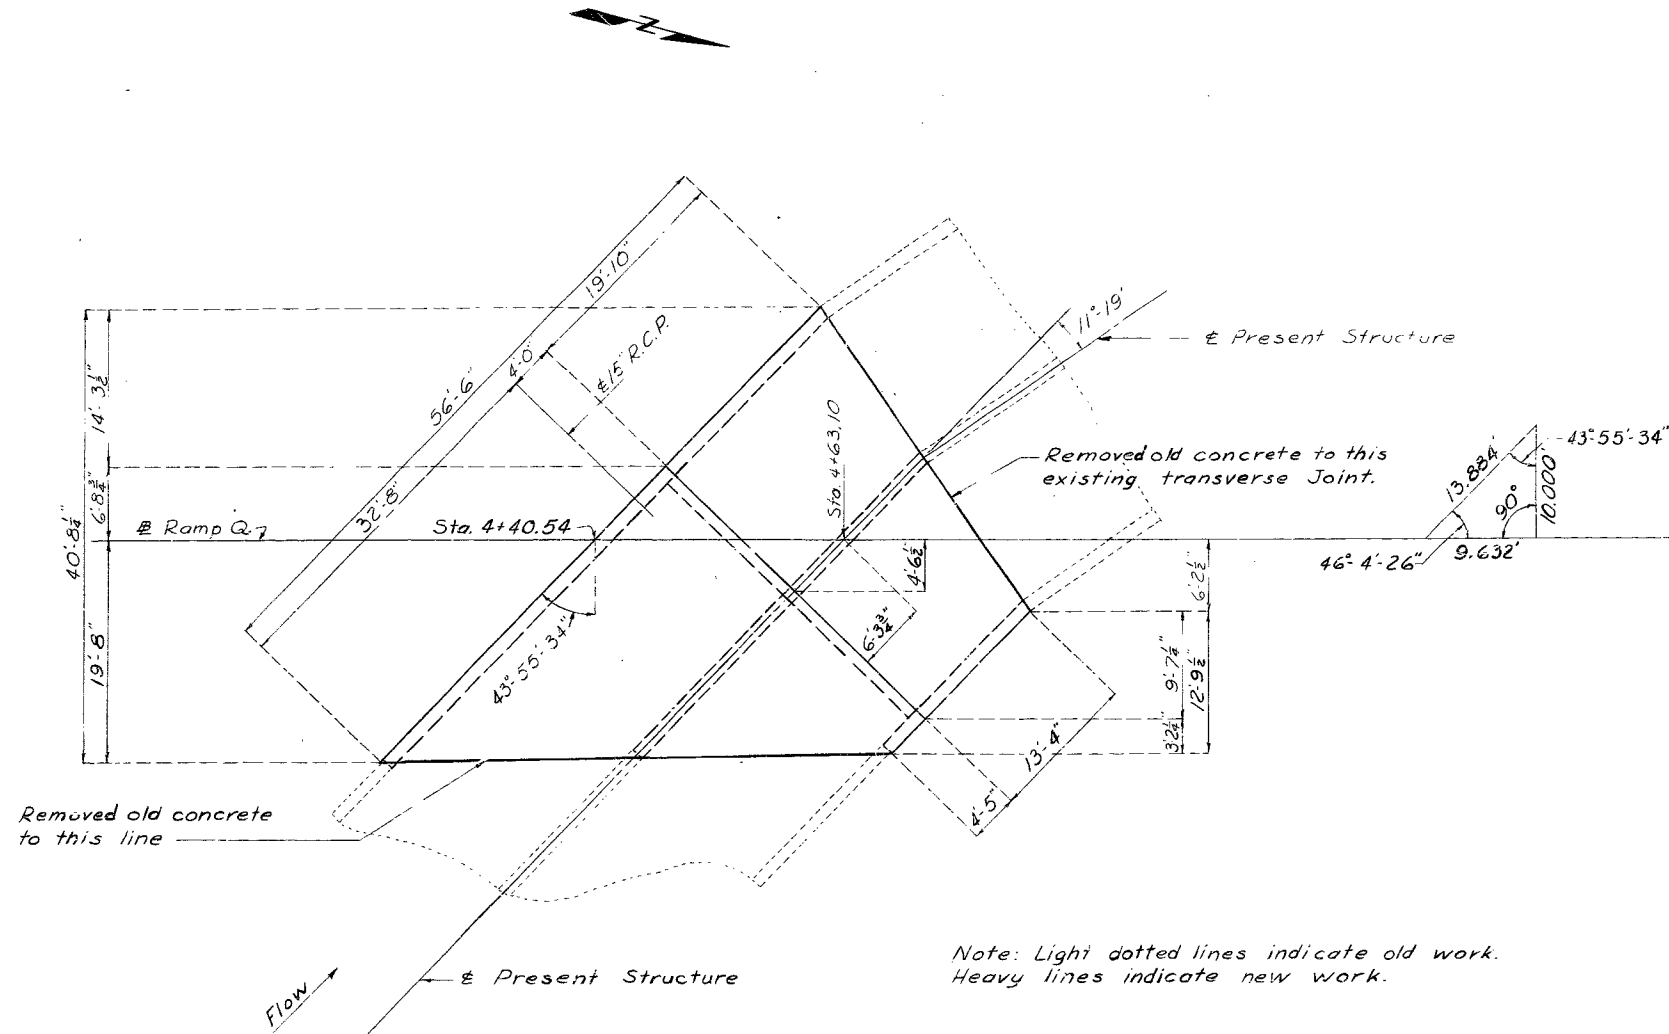 N
19'-10"
11°-19'
56'-6"
4'-0"
℄ 15" R.C.P.
℄ Present Structure
14'-3½"
Sta. 4+63.10
Removed old concrete to this
existing transverse Joint.
13.884'
43°-55'-34"
6'-8¾"
32'-8"
90°
10.000'
40'-8¼"
℄ Ramp Q
Sta. 4+40.54
46°-4'-26"
9.632'
4'-6½"
6'-2½"
19'-8"
43°-55'-34"
6'-3¾"
9'-7¼"
12'-9½"
3'2¼"
13'-4"
4'-5"
Removed old concrete
to this line
℄ Present Structure
Flow
Note: Light dotted lines indicate old work.
Heavy lines indicate new work.